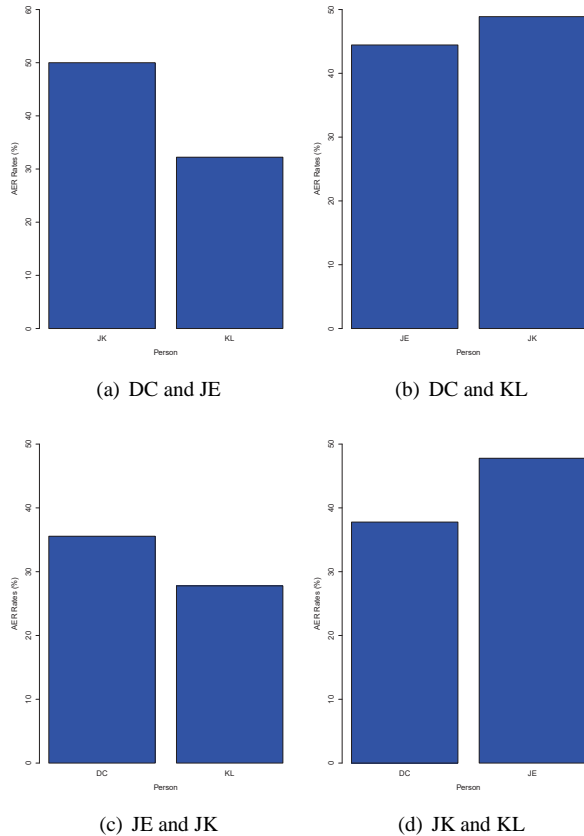 60
50
40
30
20
10
0
AER Rates (%)
JK
KL
Person
(a) DC and JE
50
40
30
20
10
0
AER Rates (%)
JE
JK
Person
(b) DC and KL
50
40
30
20
10
0
AER Rates (%)
DC
KL
Person
(c) JE and JK
50
40
30
20
10
0
AER Rates (%)
DC
JE
Person
(d) JK and KL